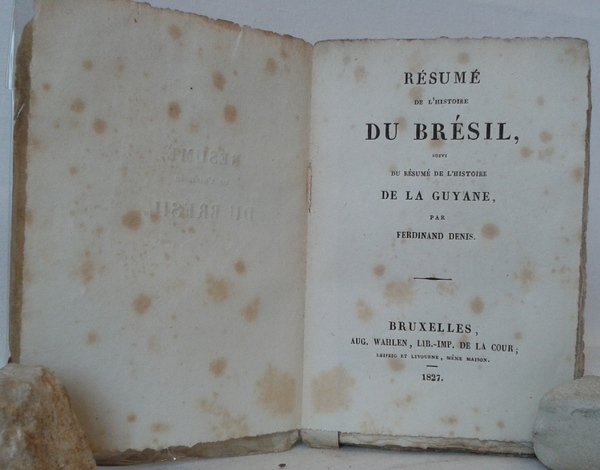 RÉSUMÉ
DE L'HISTOIRE
DU BRÉSIL,
SUIVI
DU RÉSUMÉ DE L'HISTOIRE
DE LA GUYANE,
PAR
FERDINAND DENIS.
BRUXELLES,
AUG. WAHLEN, LIB.-IMP. DE LA COUR;
LEIPZIG ET LIVOURNE, MÊME MAISON.
1827.